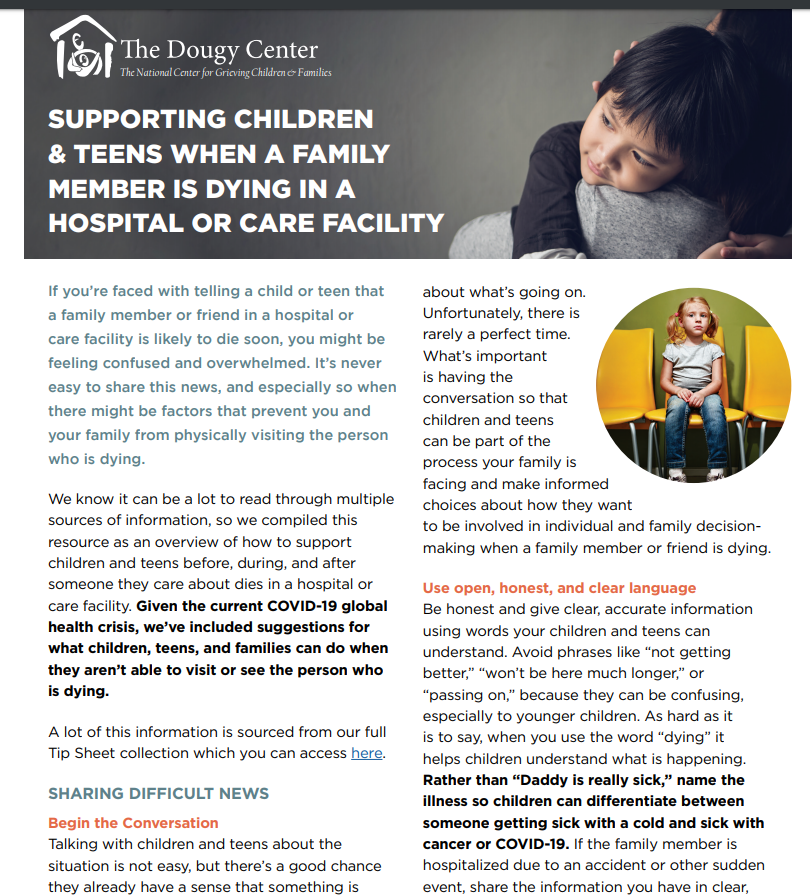 The Dougy Center
The National Center for Grieving Children & Families
SUPPORTING CHILDREN
& TEENS WHEN A FAMILY
MEMBER IS DYING IN A
HOSPITAL OR CARE FACILITY
If you’re faced with telling a child or teen that
a family member or friend in a hospital or
care facility is likely to die soon, you might be
feeling confused and overwhelmed. It’s never
easy to share this news, and especially so when
there might be factors that prevent you and
your family from physically visiting the person
who is dying.
We know it can be a lot to read through multiple
sources of information, so we compiled this
resource as an overview of how to support
children and teens before, during, and after
someone they care about dies in a hospital or
care facility. Given the current COVID-19 global
health crisis, we’ve included suggestions for
what children, teens, and families can do when
they aren’t able to visit or see the person who
is dying.
A lot of this information is sourced from our full
Tip Sheet collection which you can access here.
SHARING DIFFICULT NEWS
Begin the Conversation
Talking with children and teens about the
situation is not easy, but there’s a good chance
they already have a sense that something is
about what’s going on.
Unfortunately, there is
rarely a perfect time.
What’s important
is having the
conversation so that
children and teens
can be part of the
process your family is
facing and make informed
choices about how they want
to be involved in individual and family decision-
making when a family member or friend is dying.
Use open, honest, and clear language
Be honest and give clear, accurate information
using words your children and teens can
understand. Avoid phrases like “not getting
better,” “won’t be here much longer,” or
“passing on,” because they can be confusing,
especially to younger children. As hard as it
is to say, when you use the word “dying” it
helps children understand what is happening.
Rather than “Daddy is really sick,” name the
illness so children can differentiate between
someone getting sick with a cold and sick with
cancer or COVID-19. If the family member is
hospitalized due to an accident or other sudden
event, share the information you have in clear,